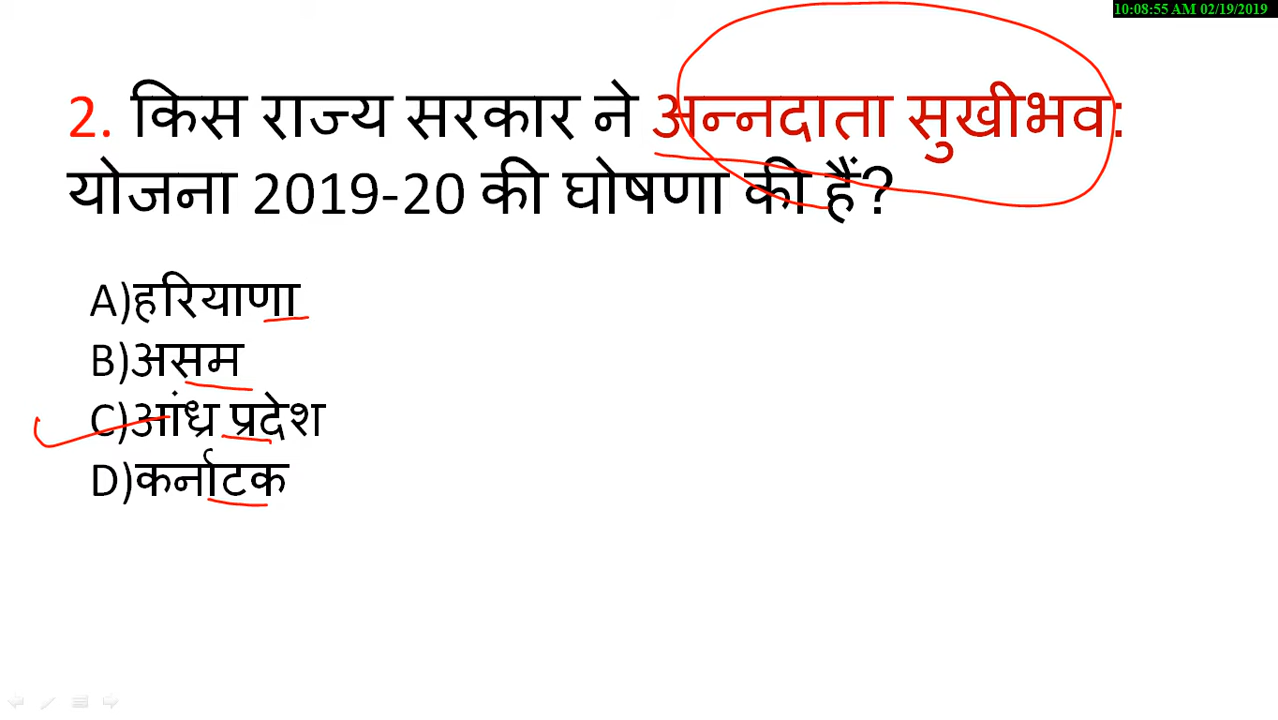 10:08:55 AM 02/19/2019
2. किस राज्य सरकार ने अन्नदाता सुखीभव:
योजना 2019-20 की घोषणा की हैं?
A)हरियाणा
B)असम
C)आंध्र प्रदेश
D)कर्नाटक